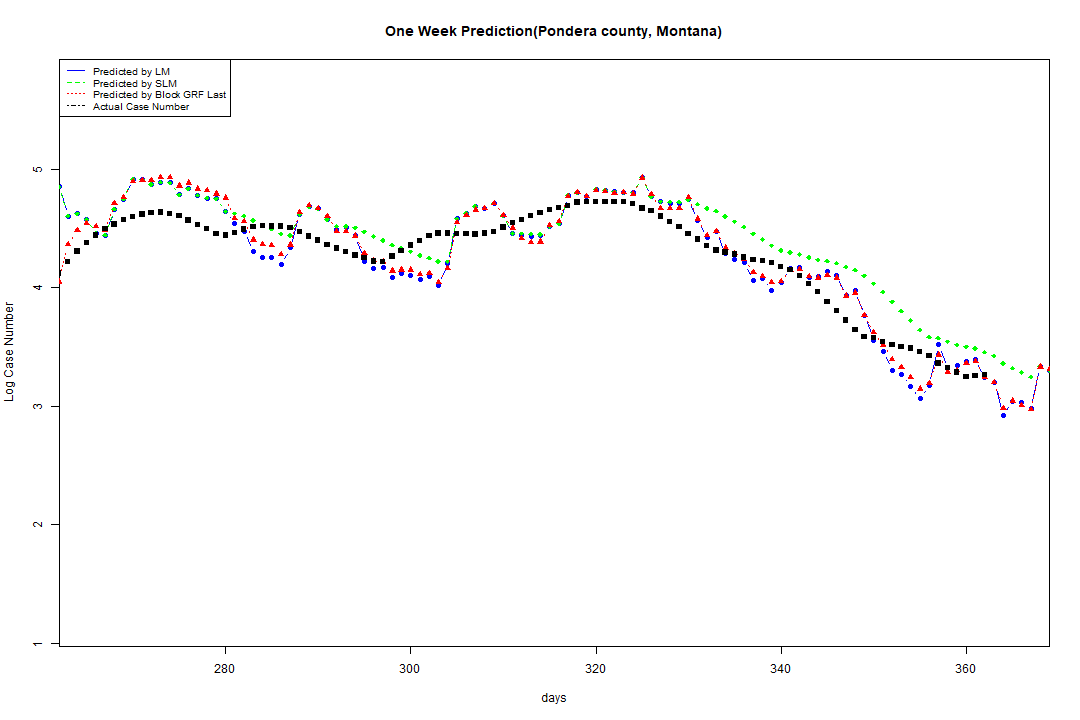 One Week Prediction(Pondera county, Montana)
Predicted by LM
Predicted by SLM
Predicted by Block GRF Last
Actual Case Number
5
4
3
2
1
Log Case Number
280 300 320 340 360
days